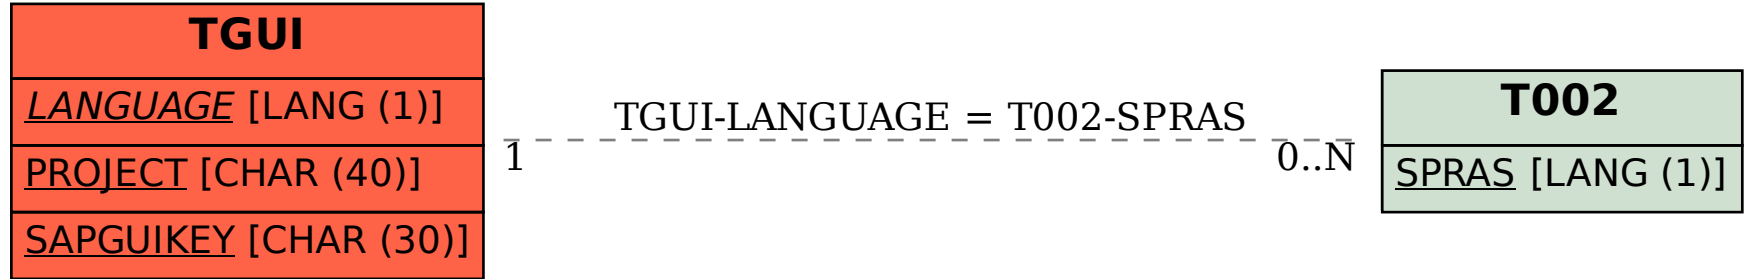 TGUI
LANGUAGE [LANG (1)]
PROJECT [CHAR (40)]
SAPGUIKEY [CHAR (30)]
TGUI-LANGUAGE = T002-SPRAS
1
0..N
T002
SPRAS [LANG (1)]